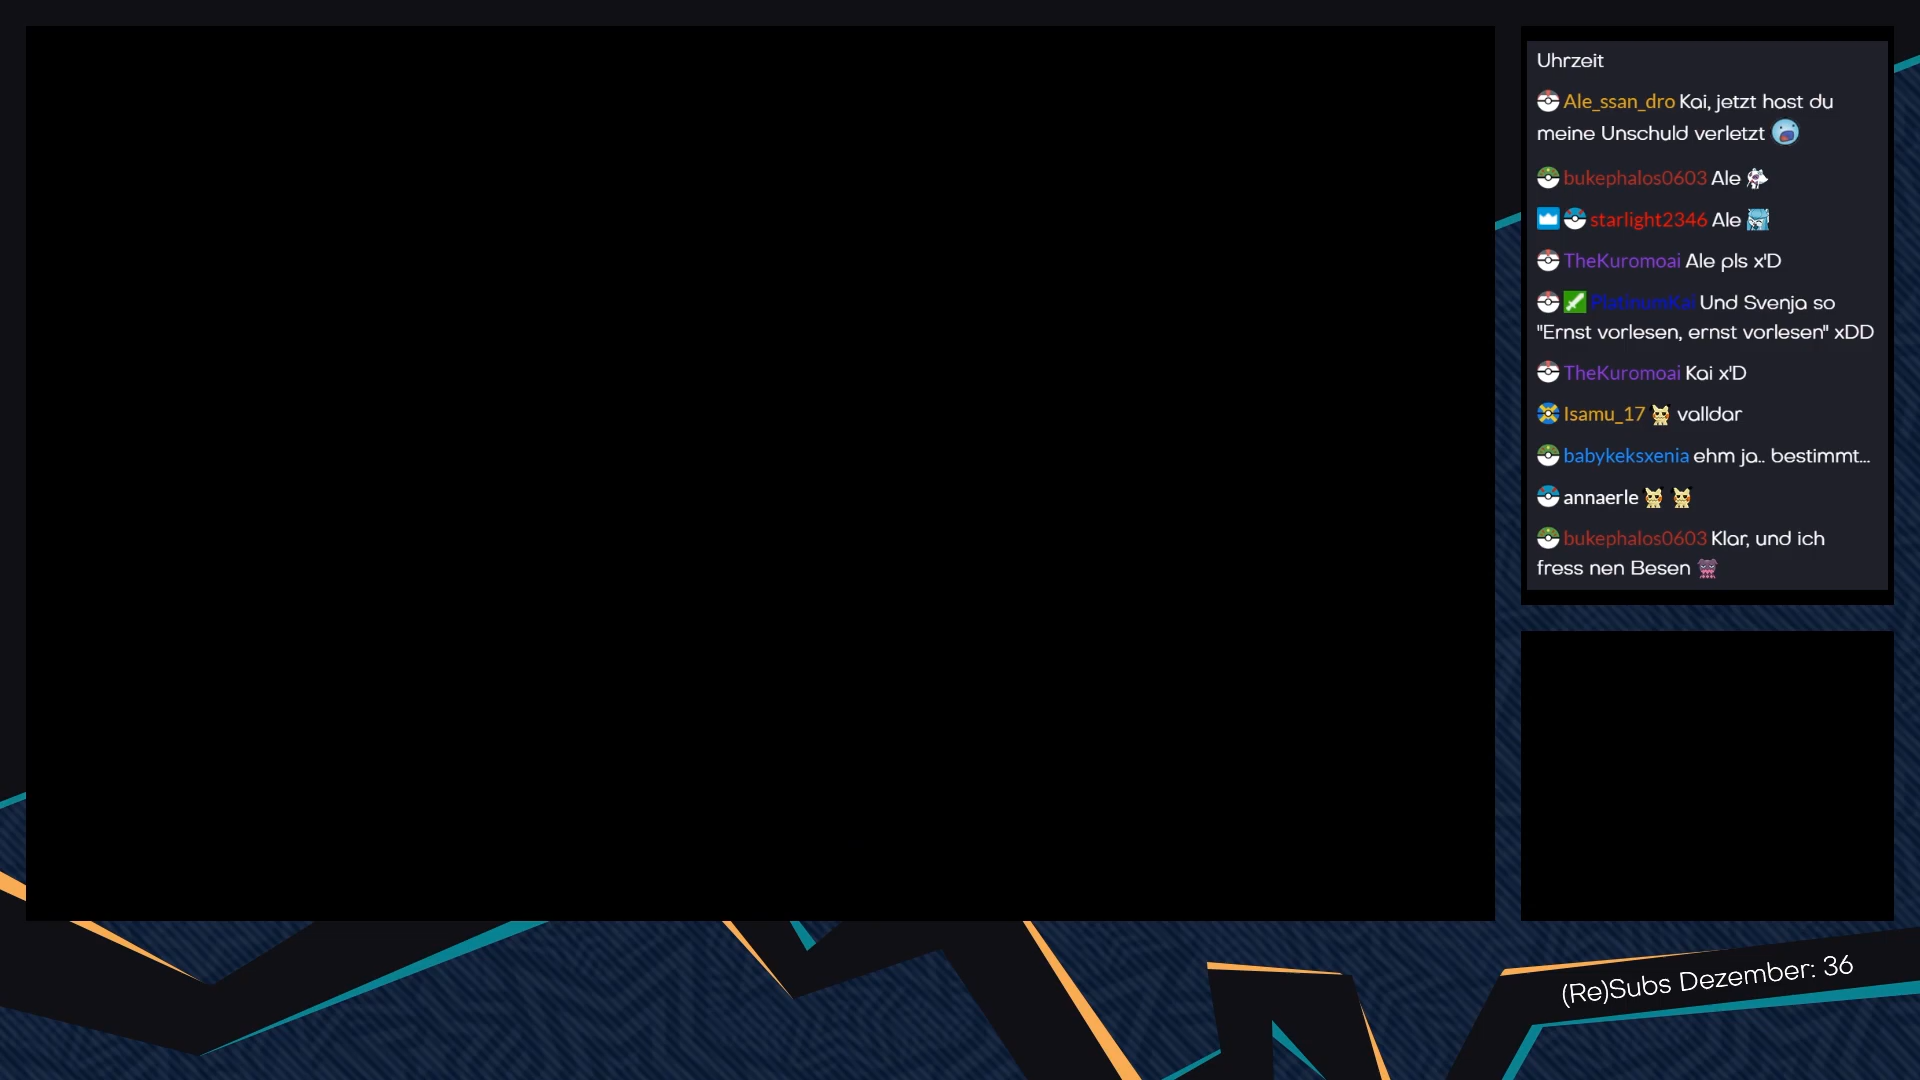 Uhrzeit
Ale_ssan_dro Kai, jetzt hast du
meine Unschuld verletzt
bukephalos0603 Ale
starlight2346 Ale
TheKuromoai Ale pls x'D
PlatinumKai Und Svenja so
"Ernst vorlesen, ernst vorlesen" xDD
TheKuromoai Kai x'D
Isamu_17 valldar
babykeksxenia ehm ja.. bestimmt...
annaerle
bukephalos0603 Klar, und ich
fress nen Besen
(Re)Subs Dezember: 36